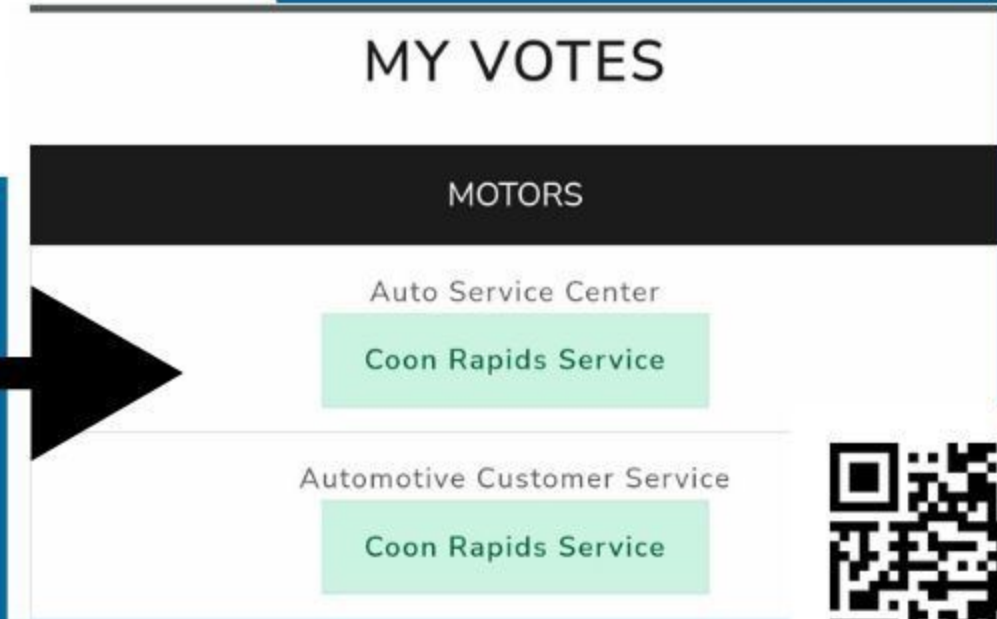 MY VOTES
MOTORS
Auto Service Center
Coon Rapids Service
Automotive Customer Service
Coon Rapids Service